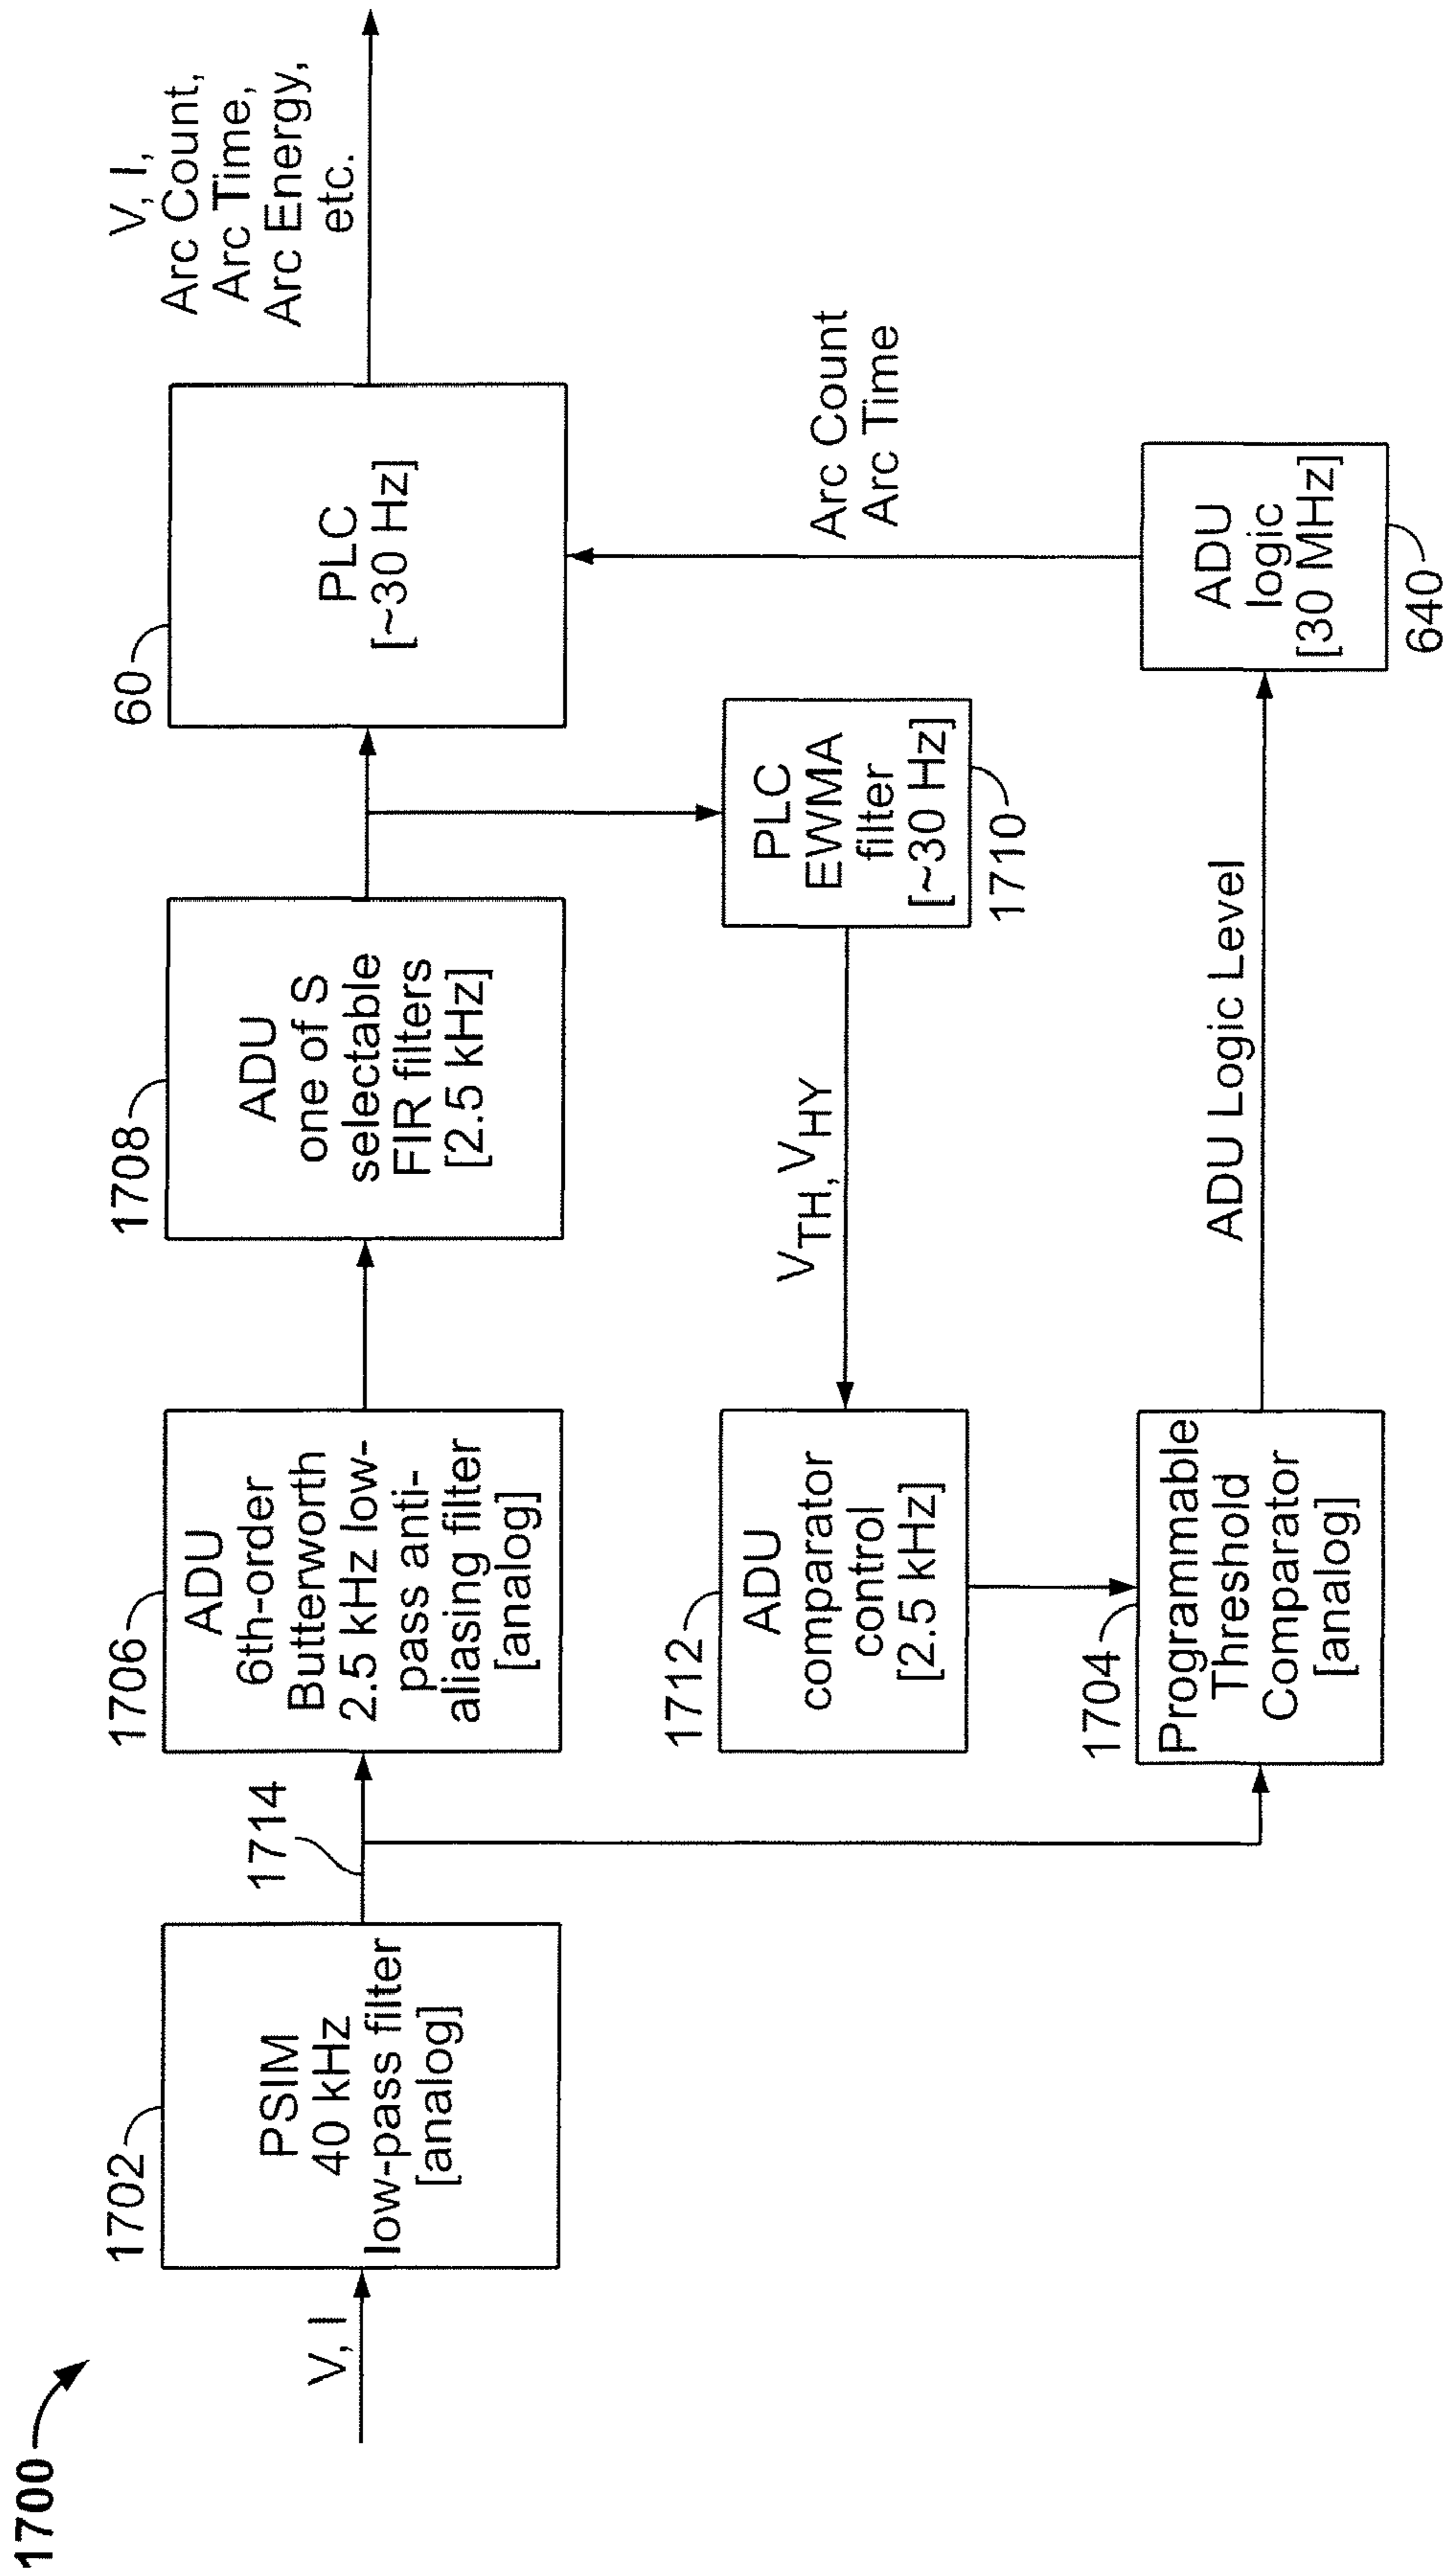 1700
V, I
1702
PSIM
40 kHz
low-pass filter
[analog]
1714
1706
ADU
6th-order
Butterworth
2.5 kHz low-
pass anti-
aliasing filter
[analog]
1708
ADU
one of S
selectable
FIR filters
[2.5 kHz]
60
PLC
[~30 Hz]
V, I,
Arc Count,
Arc Time,
Arc Energy,
etc.
1712
ADU
comparator
control
[2.5 kHz]
VTH, VHY
PLC
EWMA
filter
[~30 Hz]
1710
Arc Count
Arc Time
1704
Programmable
Threshold
Comparator
[analog]
ADU Logic Level
ADU
logic
[30 MHz]
640